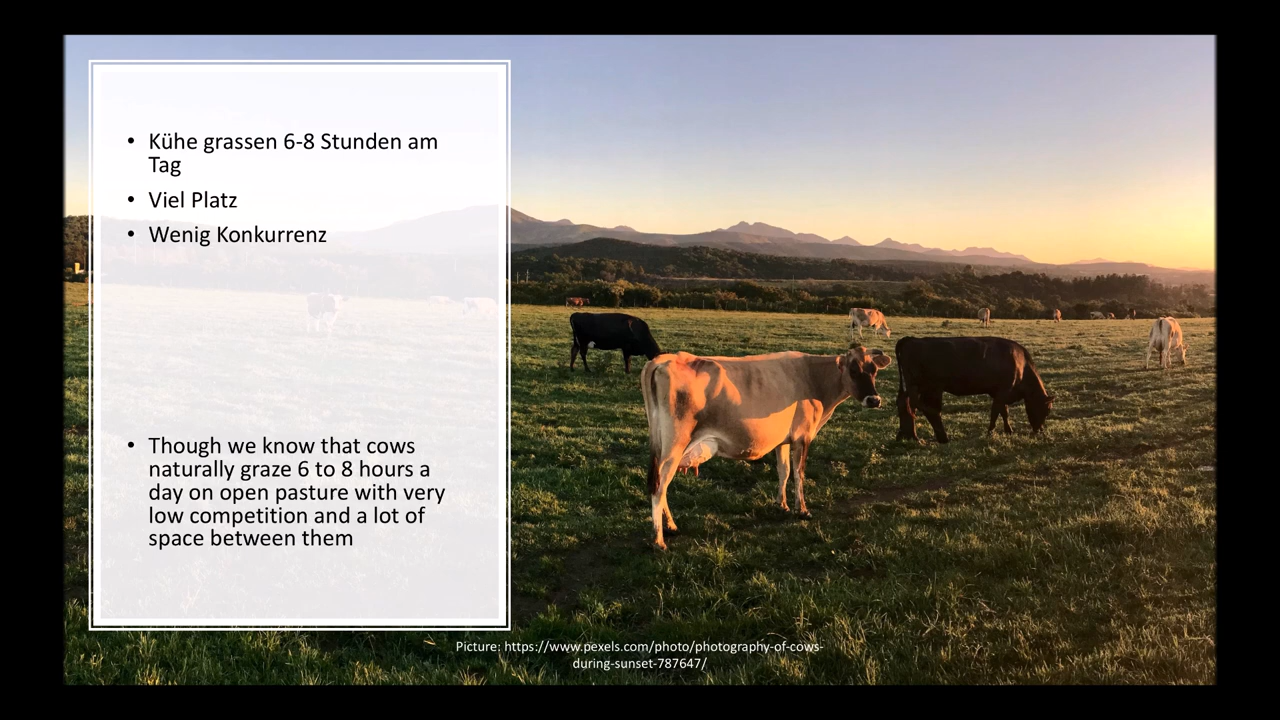 • Kühe grassen 6-8 Stunden am
Tag
• Viel Platz
• Wenig Konkurrenz
• Though we know that cows
naturally graze 6 to 8 hours a
day on open pasture with very
low competition and a lot of
space between them
Picture: https://www.pexels.com/photo/photography-of-cows-
during-sunset-787647/